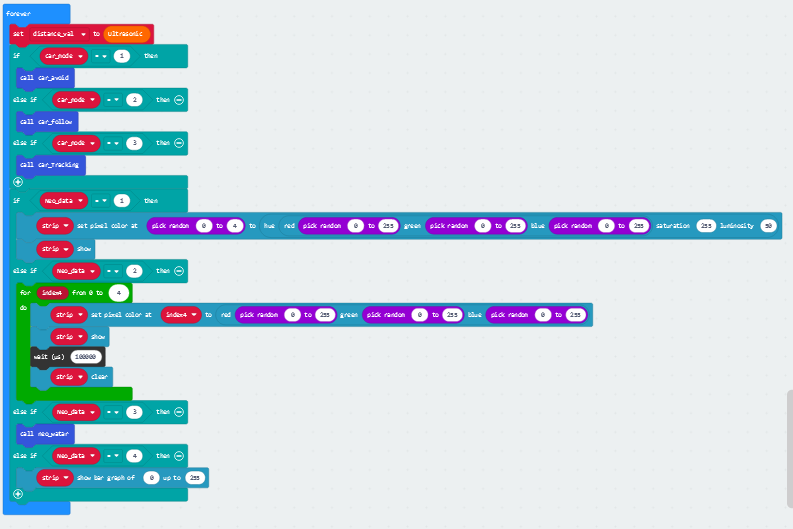 forever
set distance_val to Ultrasonic
if car_mode = 1 then
call car_avoid
else if car_mode = 2 then
call car_follow
else if car_mode = 3 then
call car_Tracking
if Neo_data = 1 then
strip set pixel color at pick random 0 to 4 to hue red pick random 0 to 255 green pick random 0 to 255 blue pick random 0 to 255 saturation 255 luminosity 50
strip show
else if Neo_data = 2 then
for index4 from 0 to 4
do
strip set pixel color at index4 to red pick random 0 to 255 green pick random 0 to 255 blue pick random 0 to 255
strip show
wait (µs) 100000
strip clear
else if Neo_data = 3 then
call neo_watar
else if Neo_data = 4 then
strip show bar graph of 0 up to 255